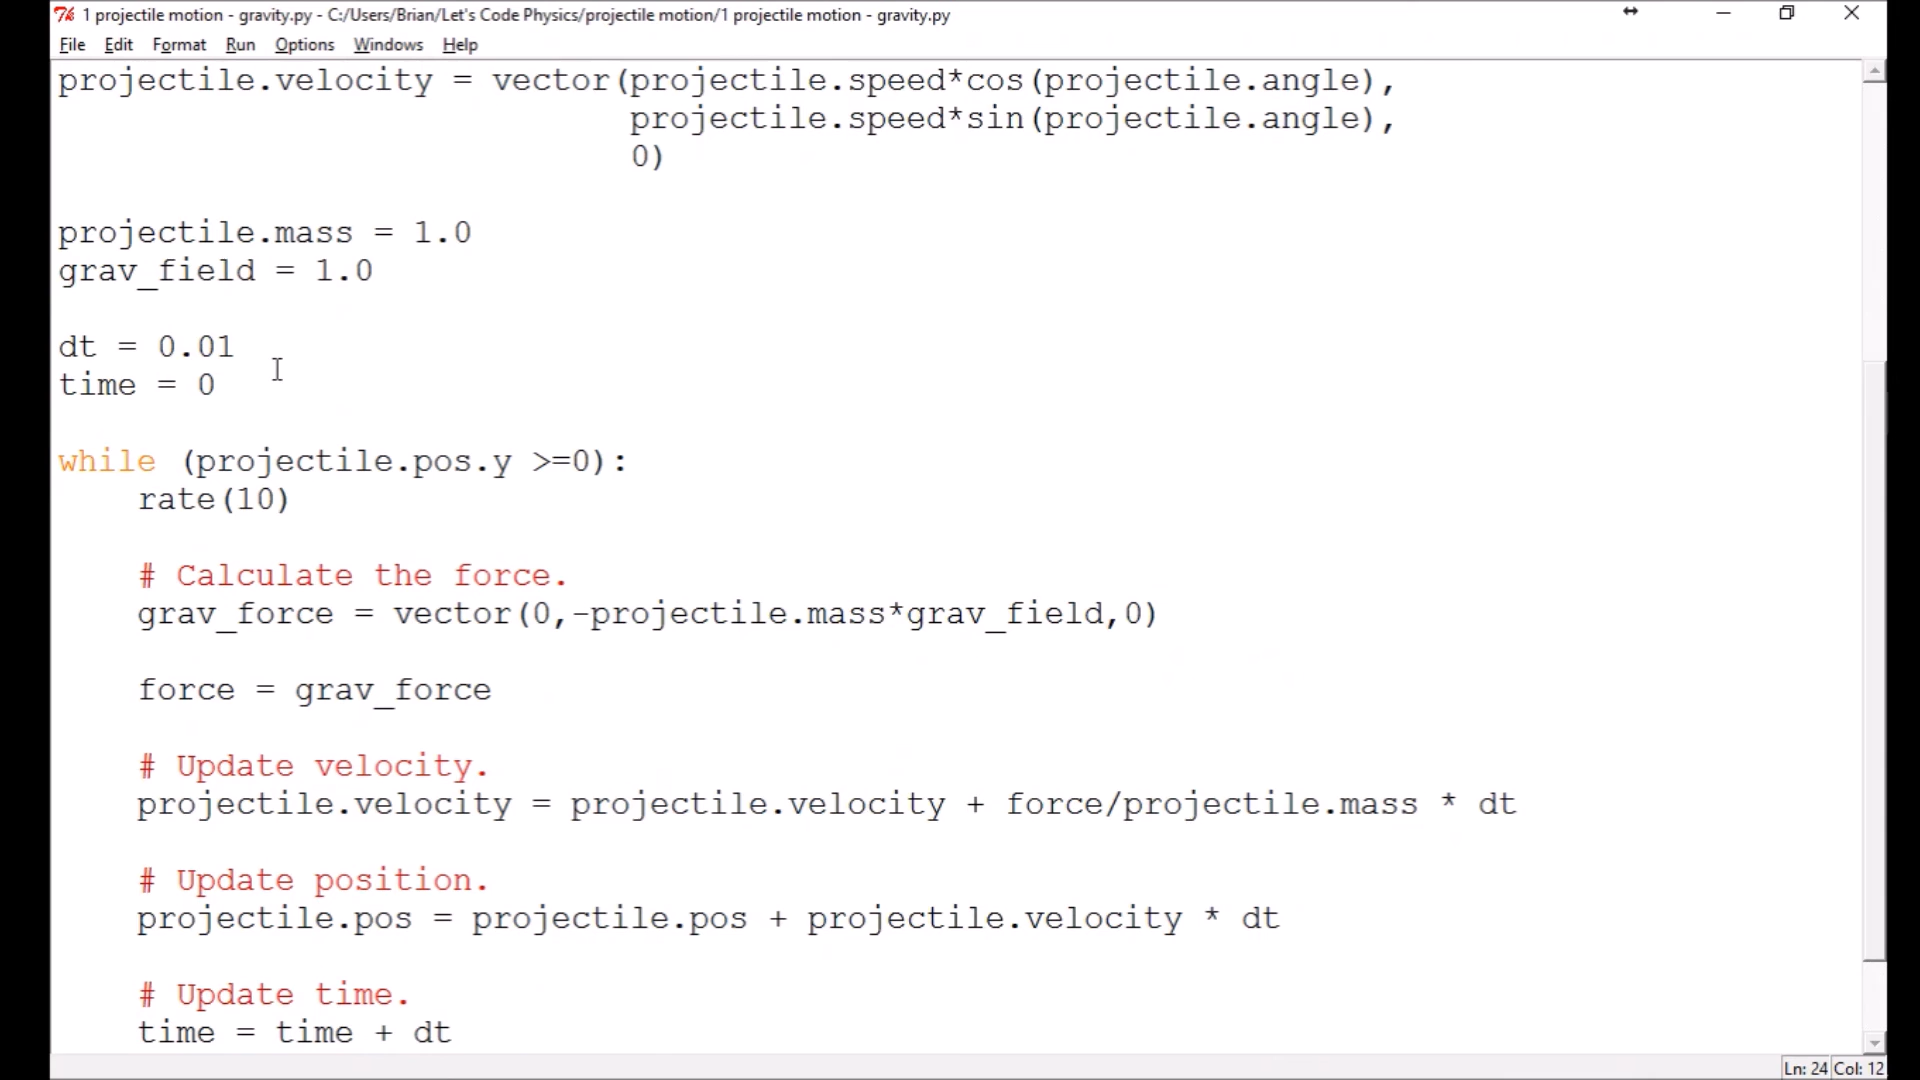 1 projectile motion - gravity.py - C:/Users/Brian/Let's Code Physics/projectile motion/1 projectile motion - gravity.py
File Edit Format Run Options Windows Help
projectile.velocity = vector(projectile.speed*cos(projectile.angle),
projectile.speed*sin(projectile.angle),
0)
projectile.mass = 1.0
grav_field = 1.0
dt = 0.01
time = 0
while (projectile.pos.y >=0):
rate(10)
# Calculate the force.
grav_force = vector(0,-projectile.mass*grav_field,0)
force = grav_force
# Update velocity.
projectile.velocity = projectile.velocity + force/projectile.mass * dt
# Update position.
projectile.pos = projectile.pos + projectile.velocity * dt
# Update time.
time = time + dt
Ln: 24 Col: 12